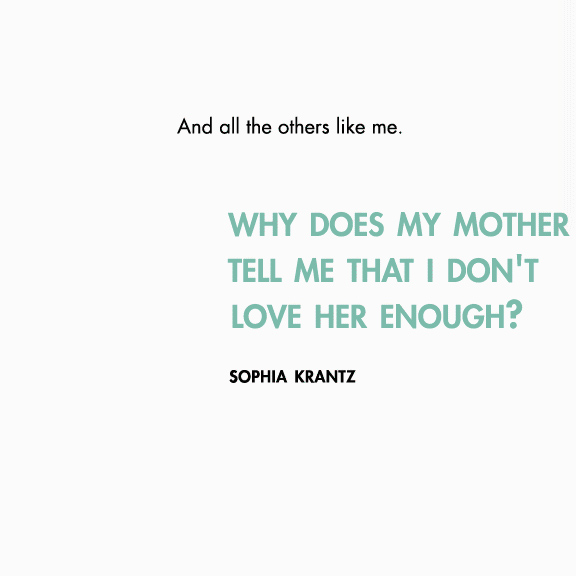 And all the others like me.
WHY DOES MY MOTHER
TELL ME THAT I DON'T
LOVE HER ENOUGH?
SOPHIA KRANTZ